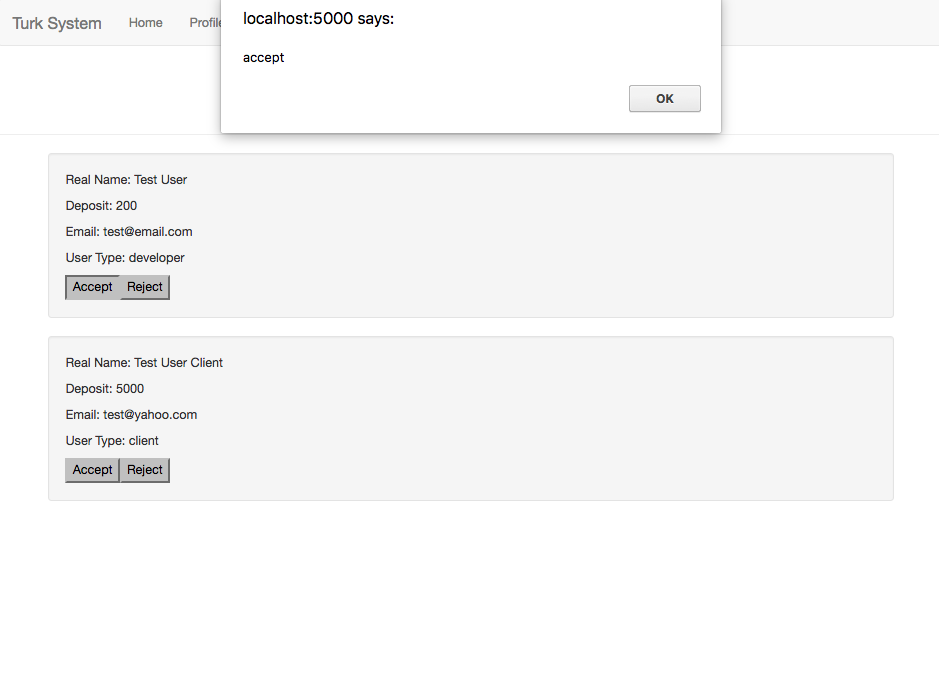 Turk System Home Profile
localhost:5000 says:
accept
OK
Real Name: Test User
Deposit: 200
Email: test@email.com
User Type: developer
Accept Reject
Real Name: Test User Client
Deposit: 5000
Email: test@yahoo.com
User Type: client
Accept Reject